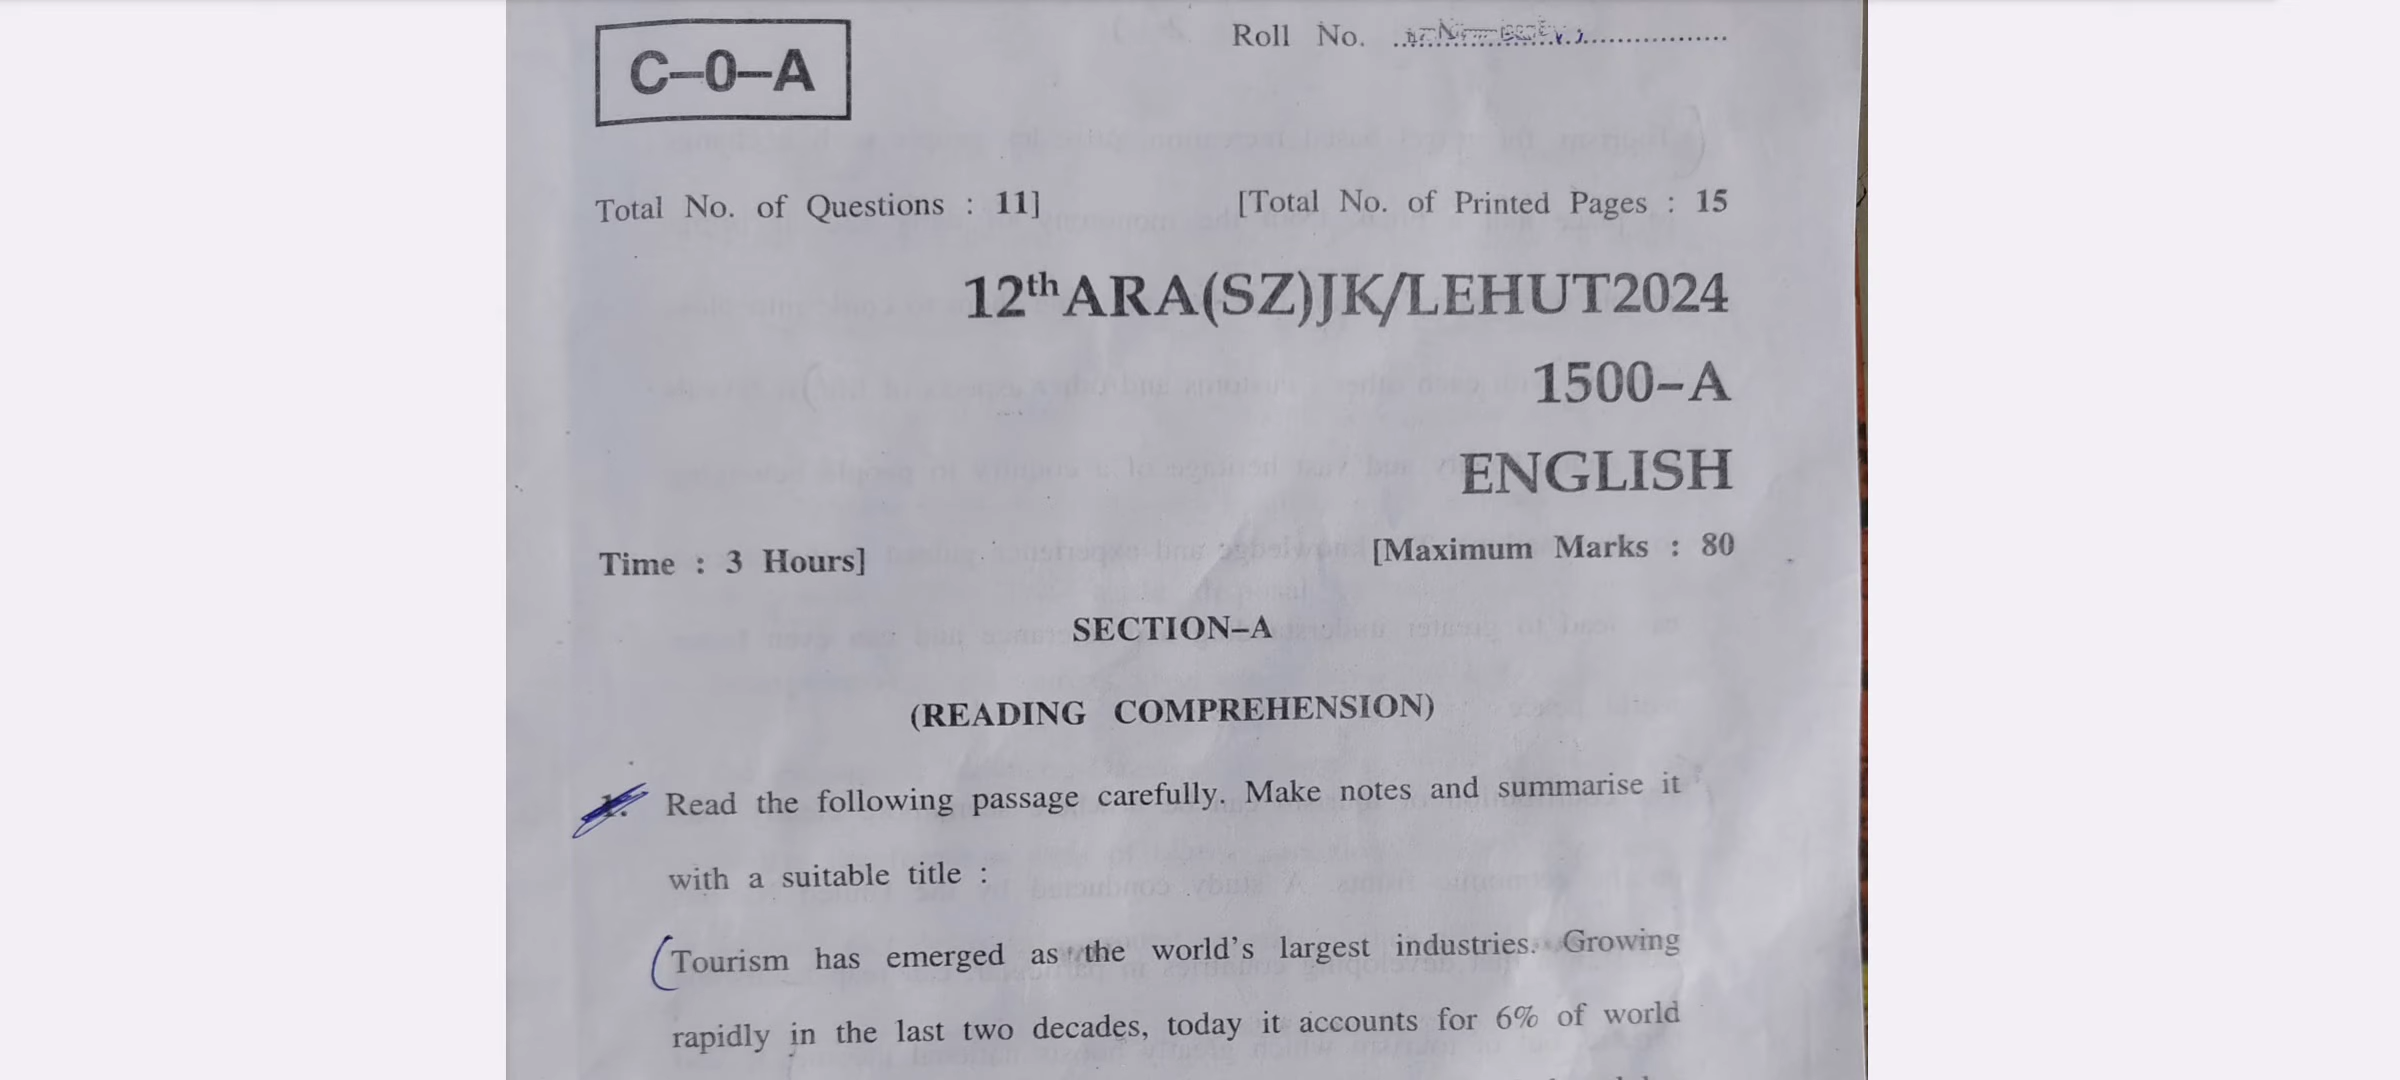 C–0–A
Roll No.
Total No. of Questions : 11]
[Total No. of Printed Pages : 15
12th ARA(SZ)JK/LEHUT2024
1500–A
ENGLISH
Time : 3 Hours]
[Maximum Marks : 80
SECTION–A
(READING COMPREHENSION)
1. Read the following passage carefully. Make notes and summarise it
with a suitable title :
Tourism has emerged as the world's largest industries. Growing
rapidly in the last two decades, today it accounts for 6% of world